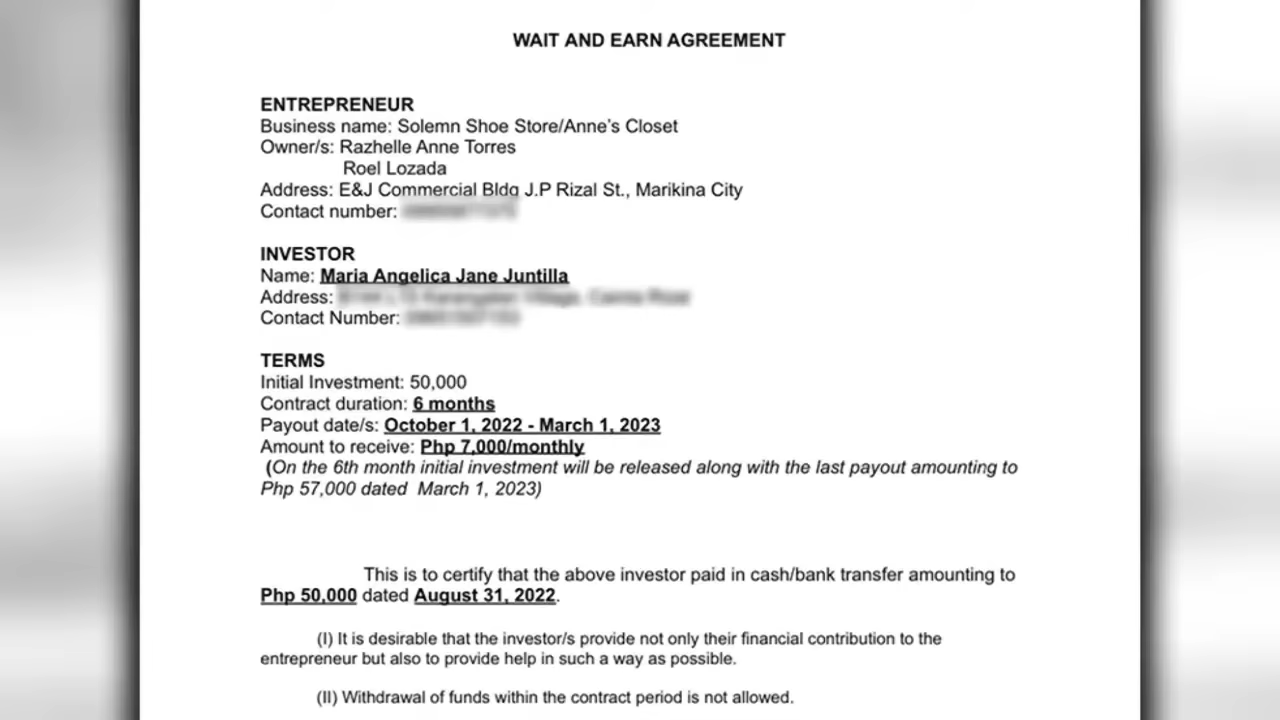 WAIT AND EARN AGREEMENT
ENTREPRENEUR
Business name: Solemn Shoe Store/Anne's Closet
Owner/s: Razhelle Anne Torres
Roel Lozada
Address: E&J Commercial Bldg J.P Rizal St., Marikina City
Contact number:
INVESTOR
Name: Maria Angelica Jane Juntilla
Address:
Contact Number:
TERMS
Initial Investment: 50,000
Contract duration: 6 months
Payout date/s: October 1, 2022 - March 1, 2023
Amount to receive: Php 7,000/monthly
(On the 6th month initial investment will be released along with the last payout amounting to
Php 57,000 dated March 1, 2023)
This is to certify that the above investor paid in cash/bank transfer amounting to
Php 50,000 dated August 31, 2022.
(I) It is desirable that the investor/s provide not only their financial contribution to the
entrepreneur but also to provide help in such a way as possible.
(II) Withdrawal of funds within the contract period is not allowed.